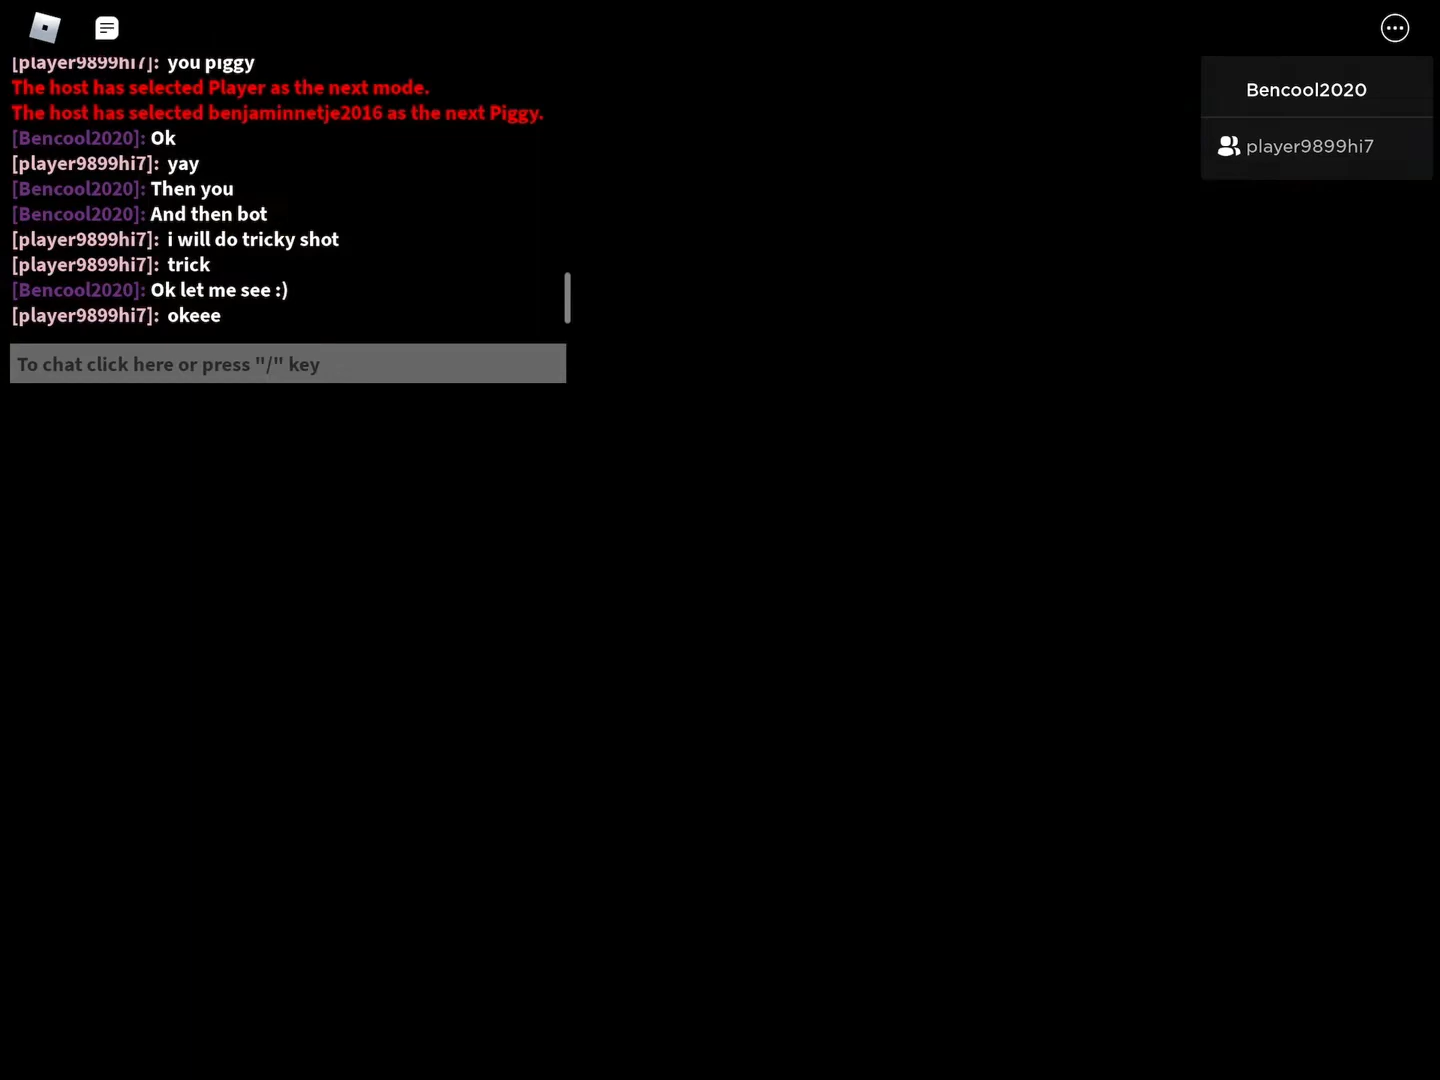 [player9899hi7]: you piggy
The host has selected Player as the next mode.
The host has selected benjaminnetje2016 as the next Piggy.
[Bencool2020]: Ok
[player9899hi7]: yay
[Bencool2020]: Then you
[Bencool2020]: And then bot
[player9899hi7]: i will do tricky shot
[player9899hi7]: trick
[Bencool2020]: Ok let me see :)
[player9899hi7]: okeee
To chat click here or press "/" key
Bencool2020
player9899hi7